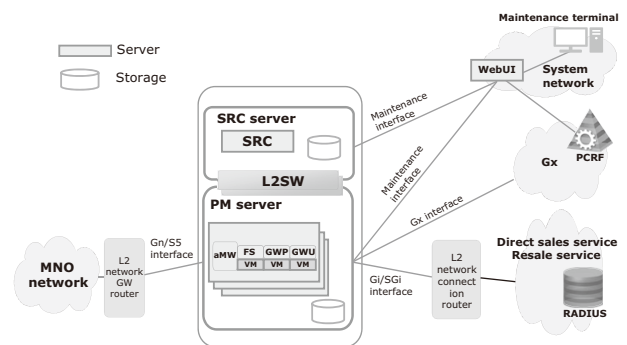 Maintenance terminal
Server
Storage
WebUI
System
network
SRC server
SRC
Maintenance
interface
L2SW
Maintenance
interface
Gx
PCRF
PM server
Gx interface
aMW
FS
GWP
GWU
VM
VM
VM
Gn/S5
interface
MNO
network
L2
network
GW
router
Gi/SGi
interface
L2
network
connect
ion
router
Direct sales service
Resale service
RADIUS